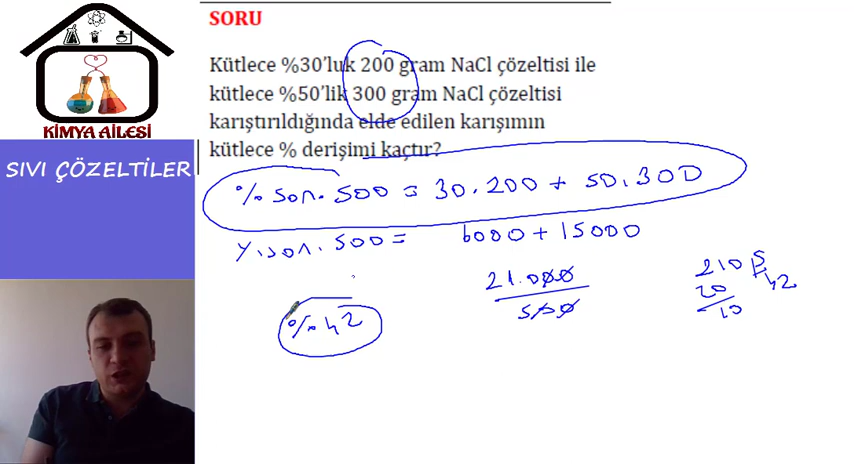 SORU
Kütlece %30'luk 200 gram NaCl çözeltisi ile
kütlece %50'lik 300 gram NaCl çözeltisi
karıştırıldığında elde edilen karışımın
kütlece % derişimi kaçtır?
KİMYA AİLESİ
SIVI ÇÖZELTİLER
% son. 500 = 30.200 + 50.300
%son. 500 = 6000 + 15000
21.000
500
210 5
20 42
10
% 42